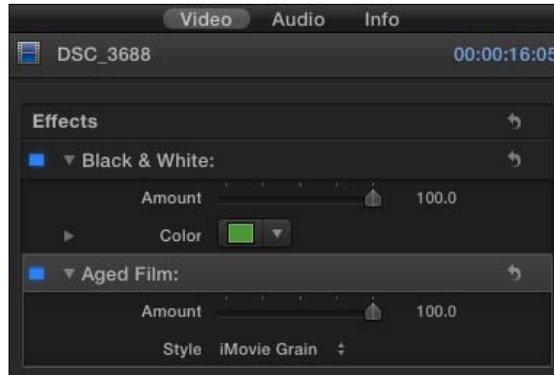 Video Audio Info
DSC_3688 00:00:16:05
Effects
Black & White:
Amount 100.0
Color
Aged Film:
Amount 100.0
Style iMovie Grain